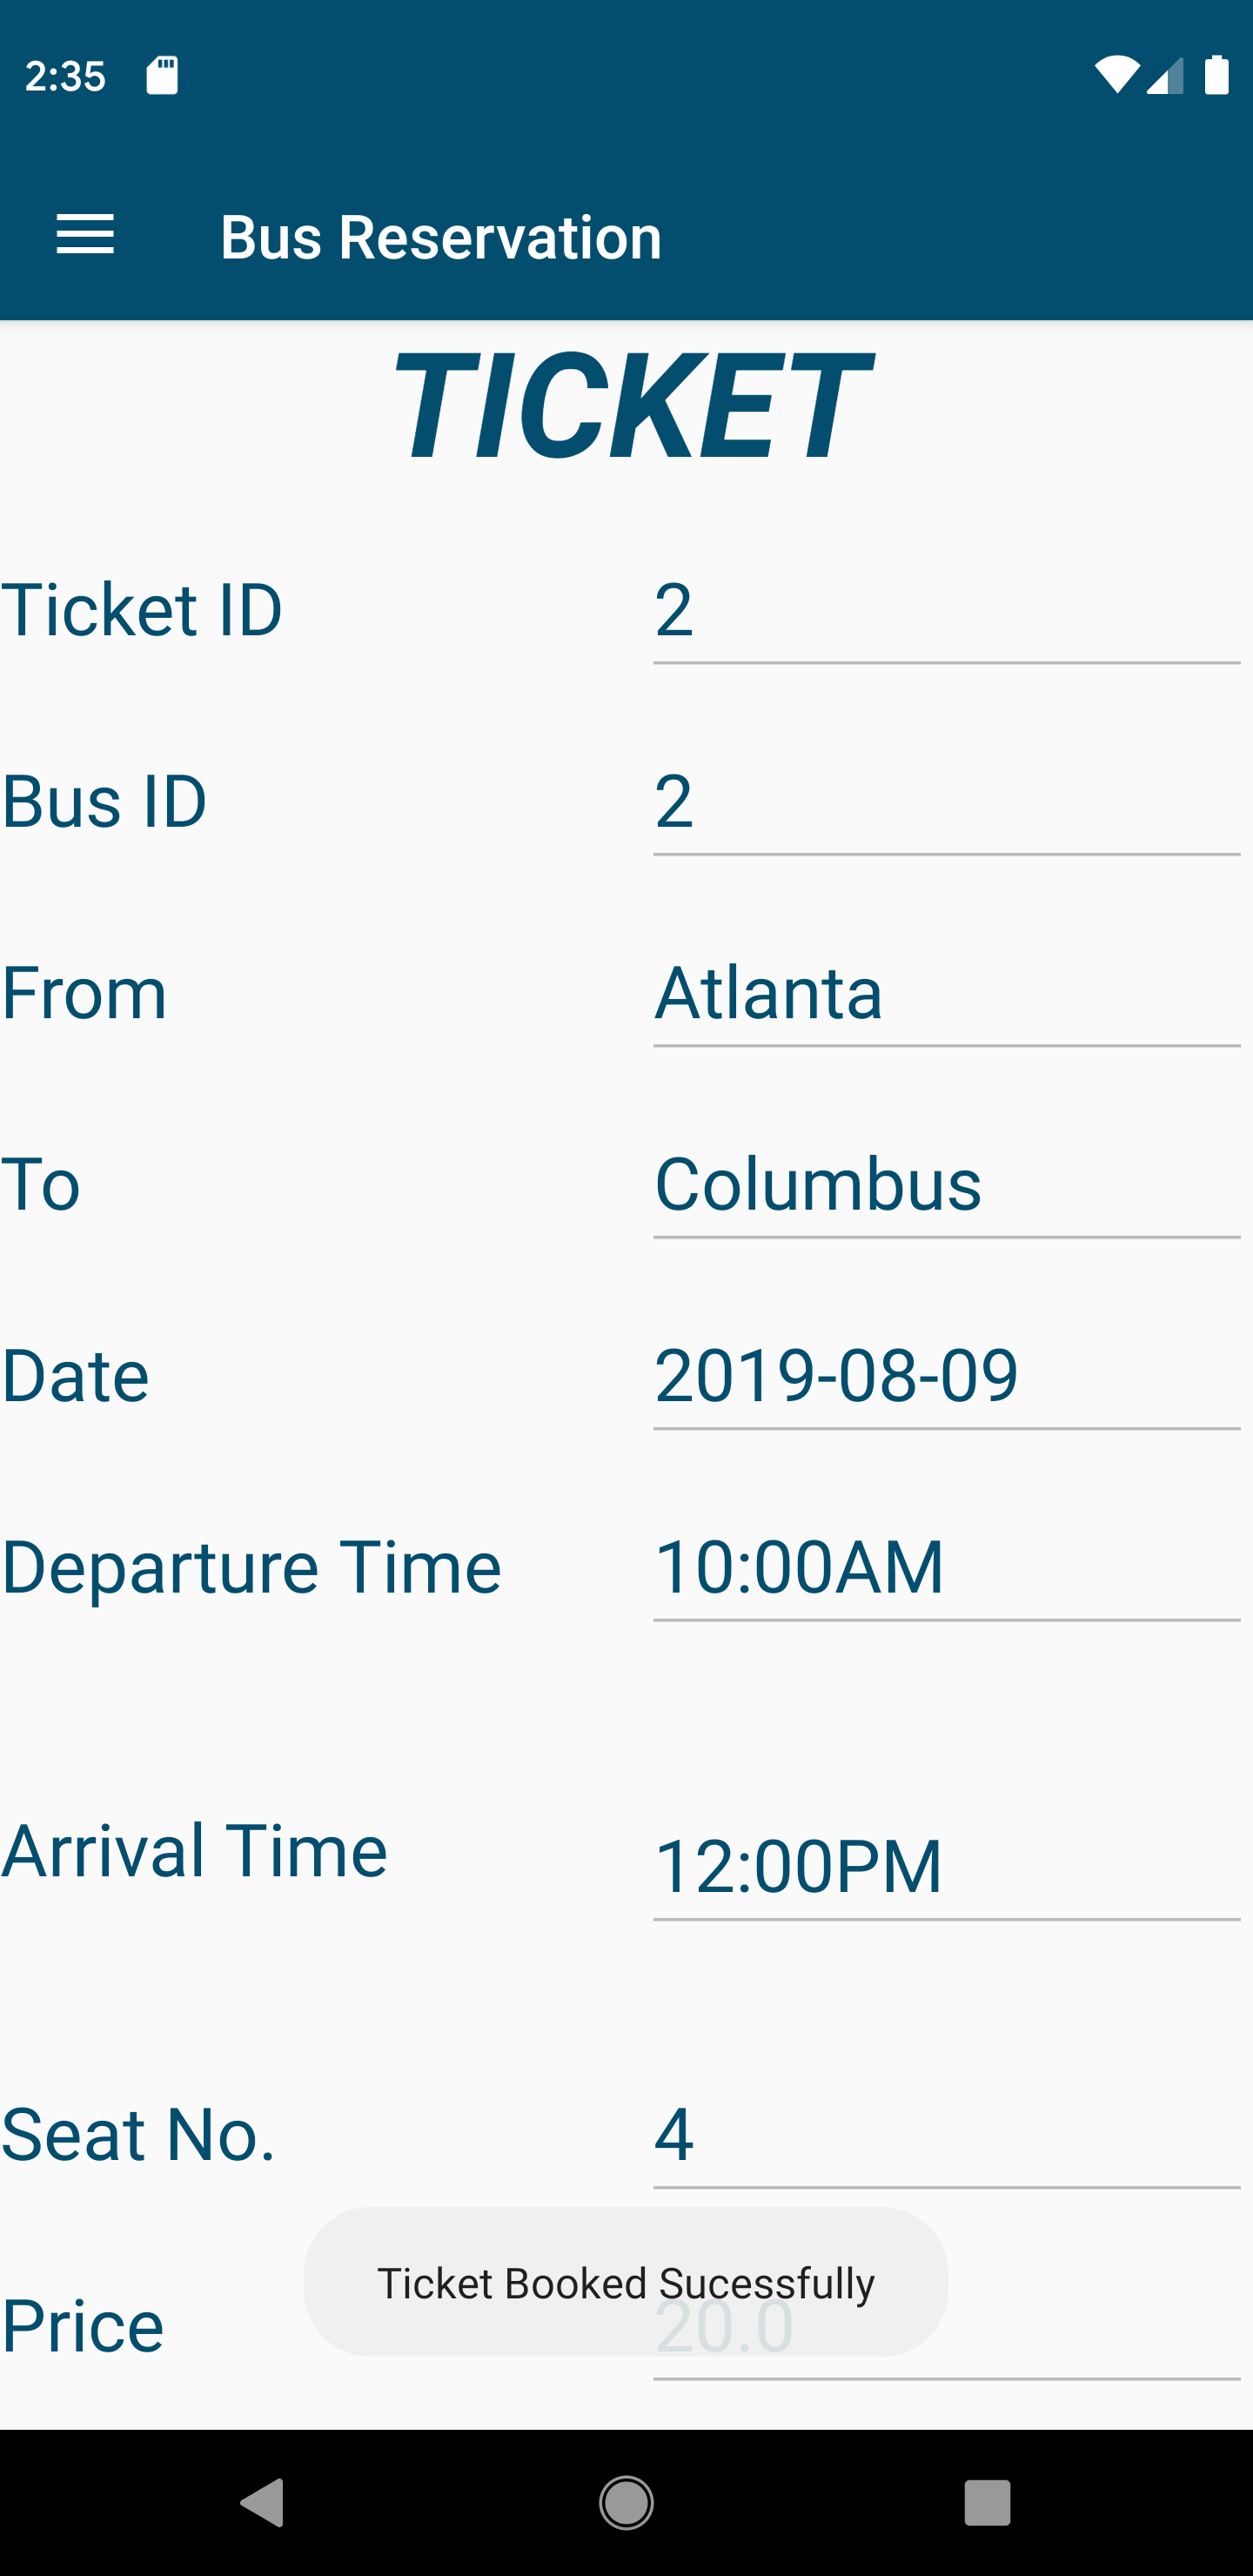 2:35
Bus Reservation
TICKET
Ticket ID 2
Bus ID 2
From Atlanta
To Columbus
Date 2019-08-09
Departure Time 10:00AM
Arrival Time 12:00PM
Seat No. 4
Ticket Booked Sucessfully
Price 20.0